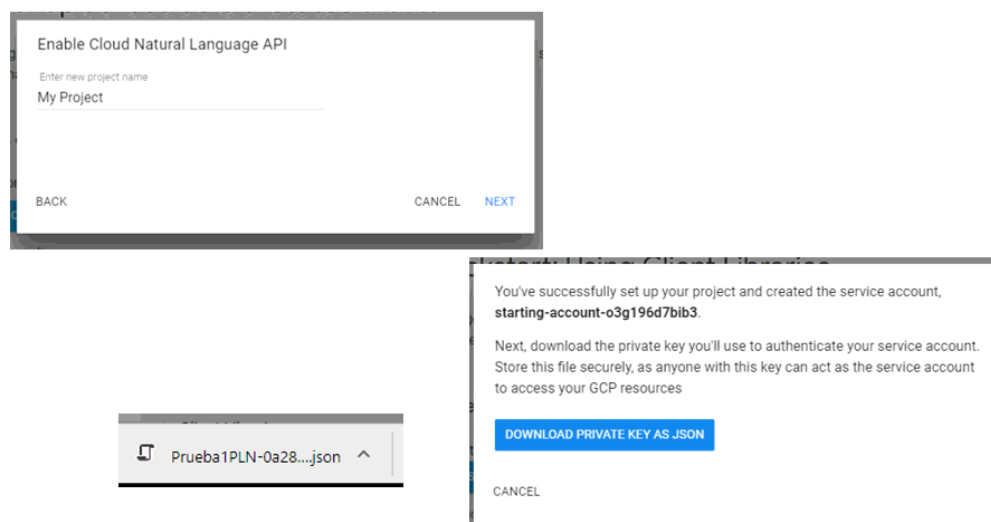 Enable Cloud Natural Language API
Enter new project name
My Project
BACK
CANCEL
NEXT
You've successfully set up your project and created the service account,
starting-account-o3g196d7bib3.
Next, download the private key you'll use to authenticate your service account.
Store this file securely, as anyone with this key can act as the service account
to access your GCP resources
DOWNLOAD PRIVATE KEY AS JSON
CANCEL
Prueba1PLN-0a28....json